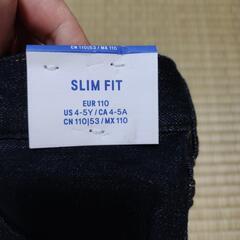 CN 110|53 / MX 110
SLIM FIT
EUR 110
US 4-5Y / CA 4-5A
CN 110|53 / MX 110